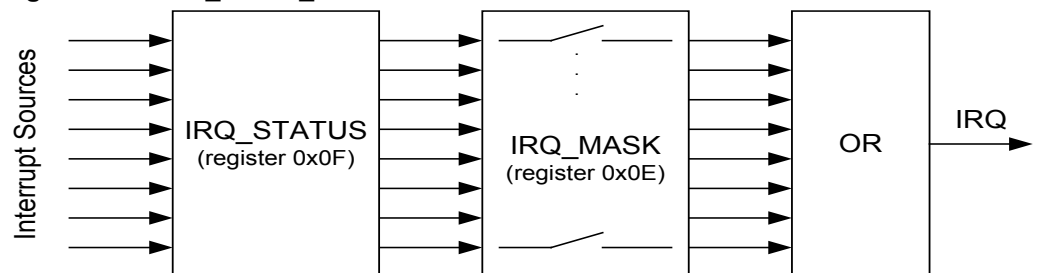 Interrupt Sources
IRQ_STATUS
(register 0x0F)
IRQ_MASK
(register 0x0E)
OR
IRQ